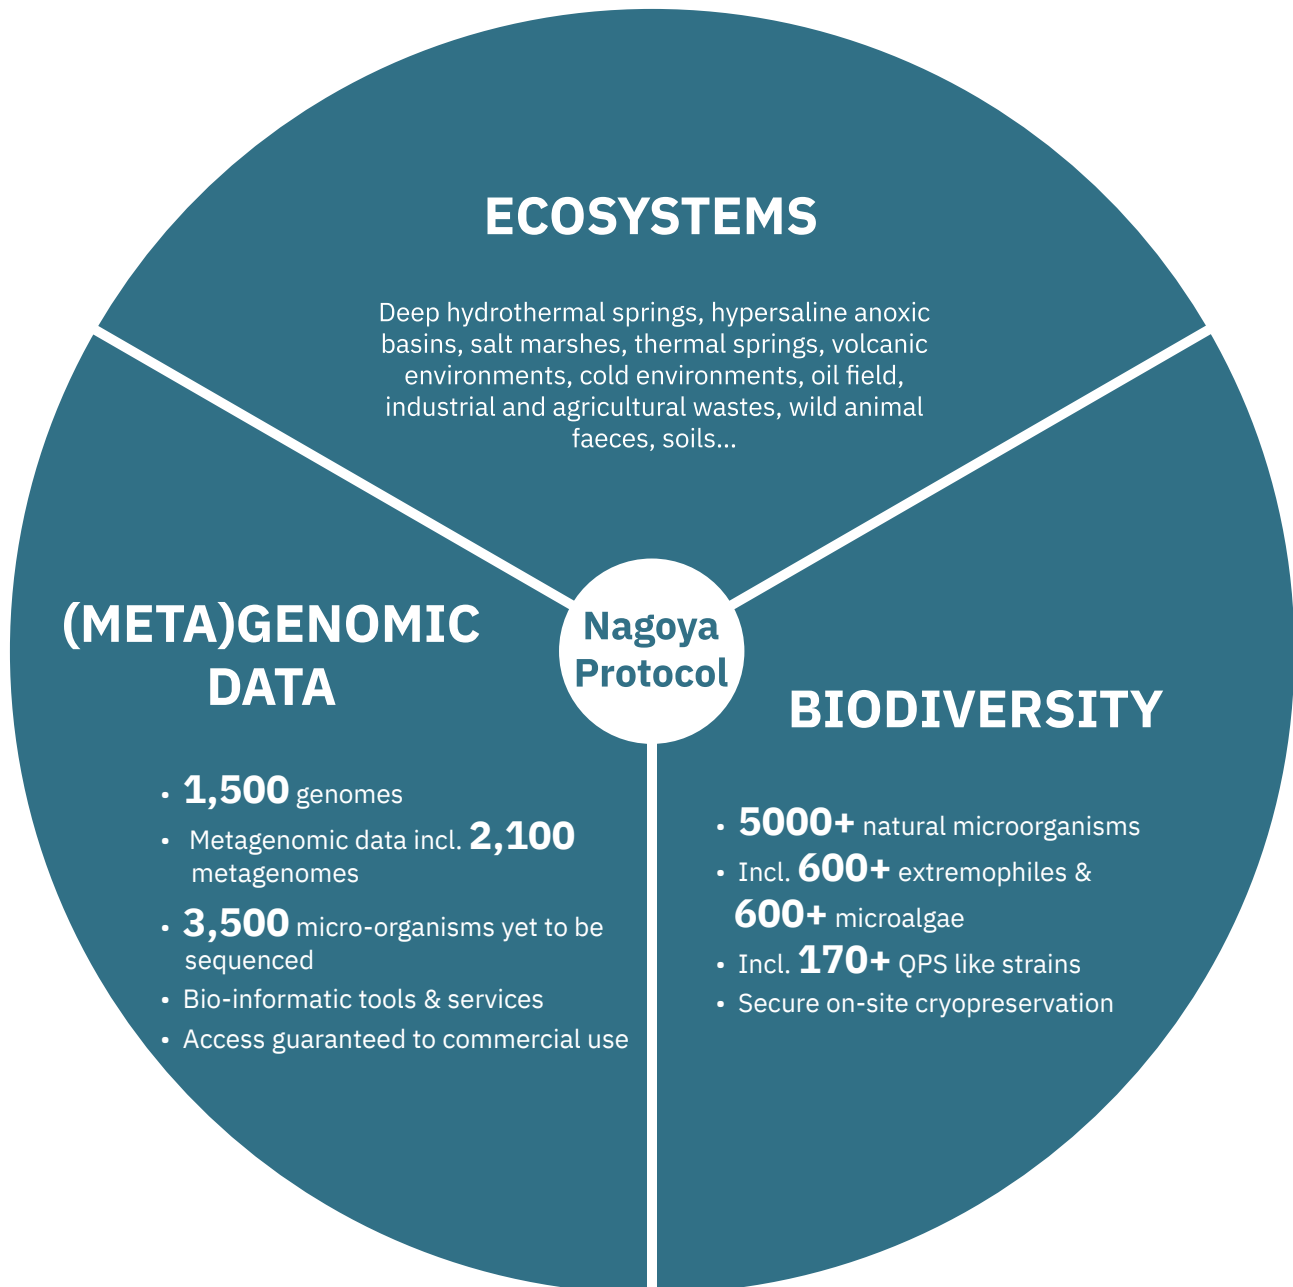 ECOSYSTEMS
Deep hydrothermal springs, hypersaline anoxic
basins, salt marshes, thermal springs, volcanic
environments, cold environments, oil field,
industrial and agricultural wastes, wild animal
faeces, soils...
Nagoya
Protocol
(META)GENOMIC
DATA
• 1,500 genomes
• Metagenomic data incl. 2,100
metagenomes
• 3,500 micro-organisms yet to be
sequenced
• Bio-informatic tools & services
• Access guaranteed to commercial use
BIODIVERSITY
• 5000+ natural microorganisms
• Incl. 600+ extremophiles &
600+ microalgae
• Incl. 170+ QPS like strains
• Secure on-site cryopreservation